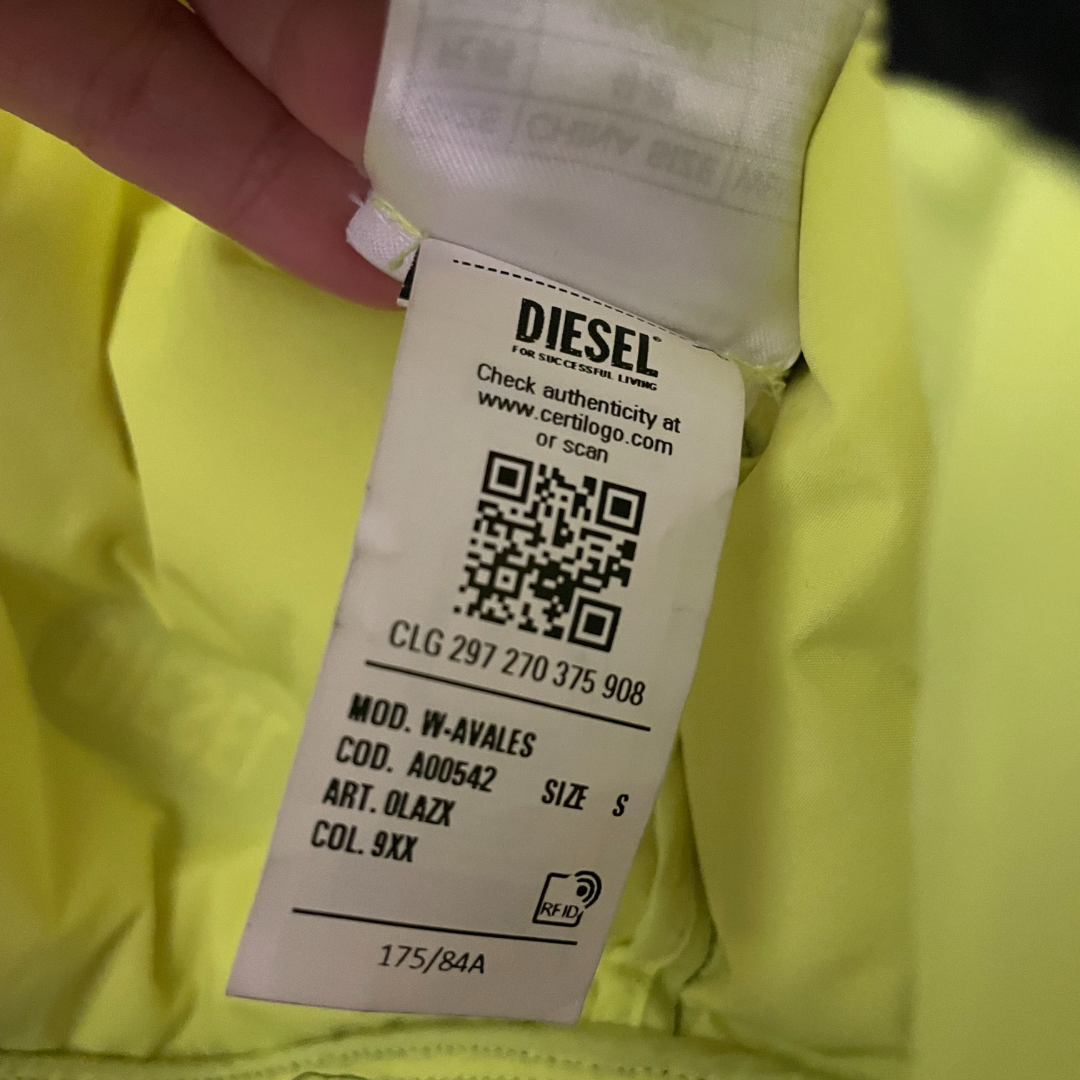 DIESEL
FOR SUCCESSFUL LIVING
Check authenticity at
www.certilogo.com
or scan
CLG 297 270 375 908
MOD. W-AVALES
COD. A00542
SIZE S
ART. 0LAZX
COL. 9XX
RFID
175/84A